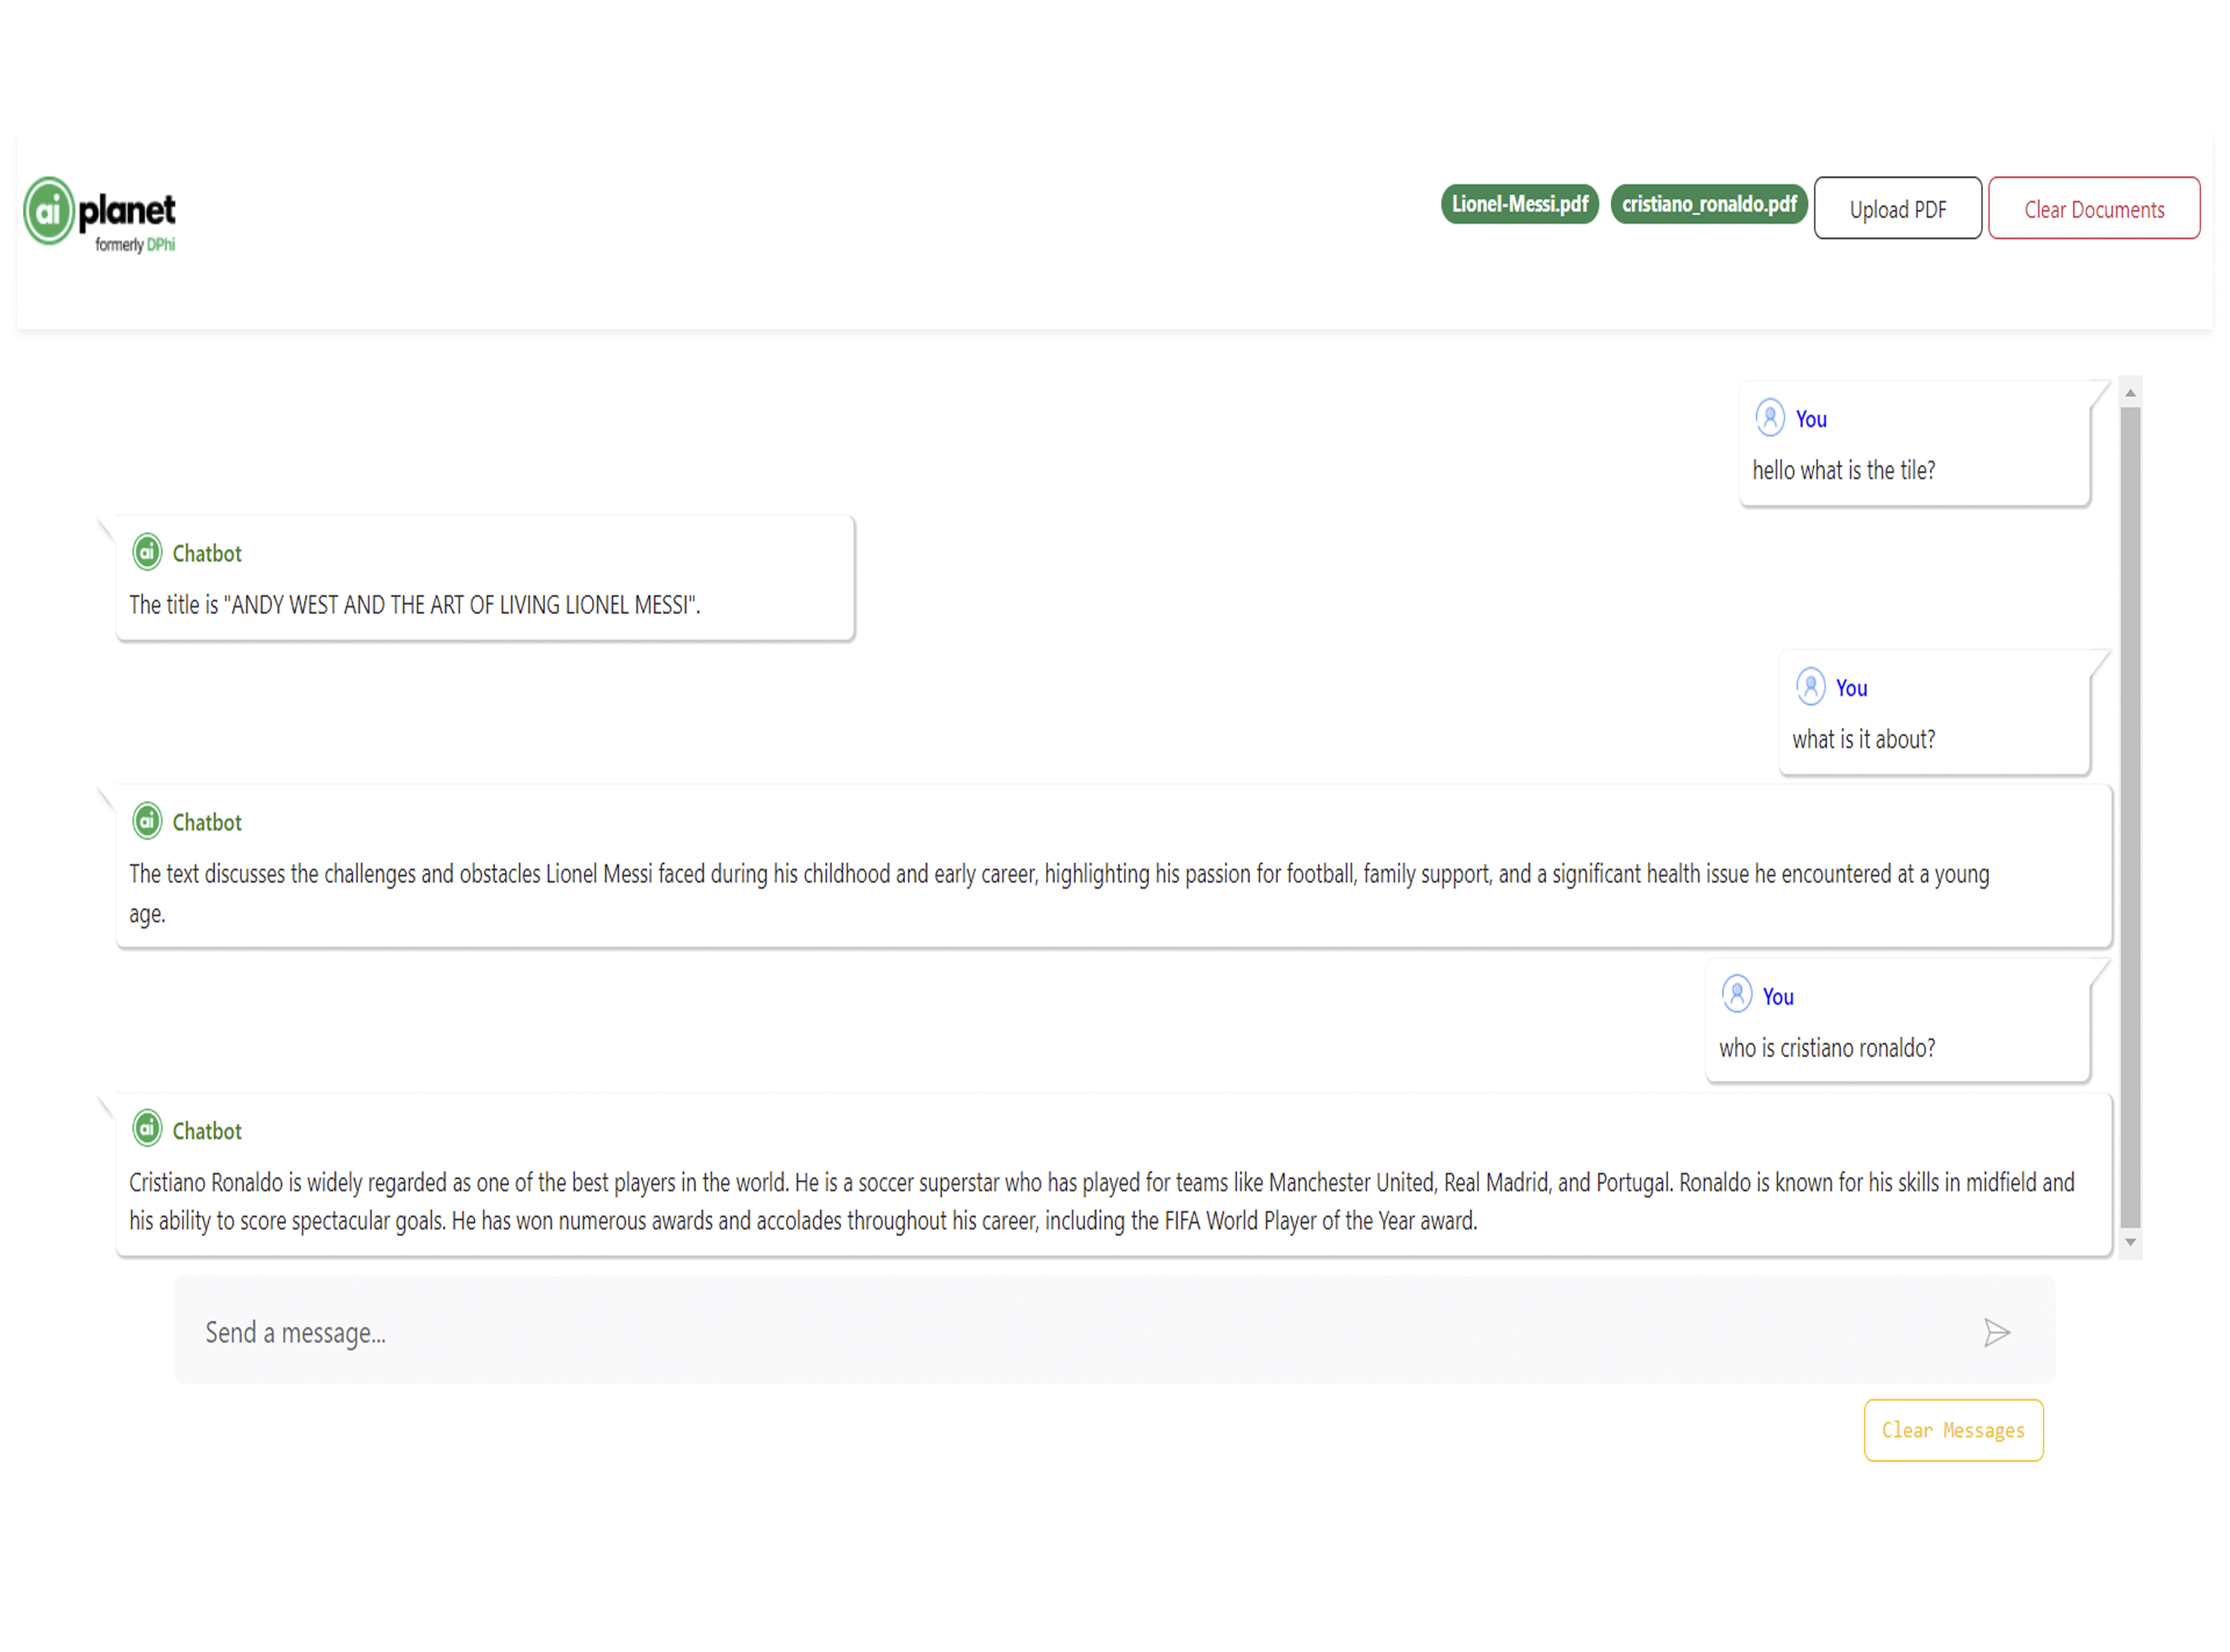 ai planet
formerly DPhi
Lionel-Messi.pdf cristiano_ronaldo.pdf Upload PDF Clear Documents
You
hello what is the tile?
ai Chatbot
The title is "ANDY WEST AND THE ART OF LIVING LIONEL MESSI".
You
what is it about?
ai Chatbot
The text discusses the challenges and obstacles Lionel Messi faced during his childhood and early career, highlighting his passion for football, family support, and a significant health issue he encountered at a young
age.
You
who is cristiano ronaldo?
ai Chatbot
Cristiano Ronaldo is widely regarded as one of the best players in the world. He is a soccer superstar who has played for teams like Manchester United, Real Madrid, and Portugal. Ronaldo is known for his skills in midfield and
his ability to score spectacular goals. He has won numerous awards and accolades throughout his career, including the FIFA World Player of the Year award.
Send a message...
Clear Messages